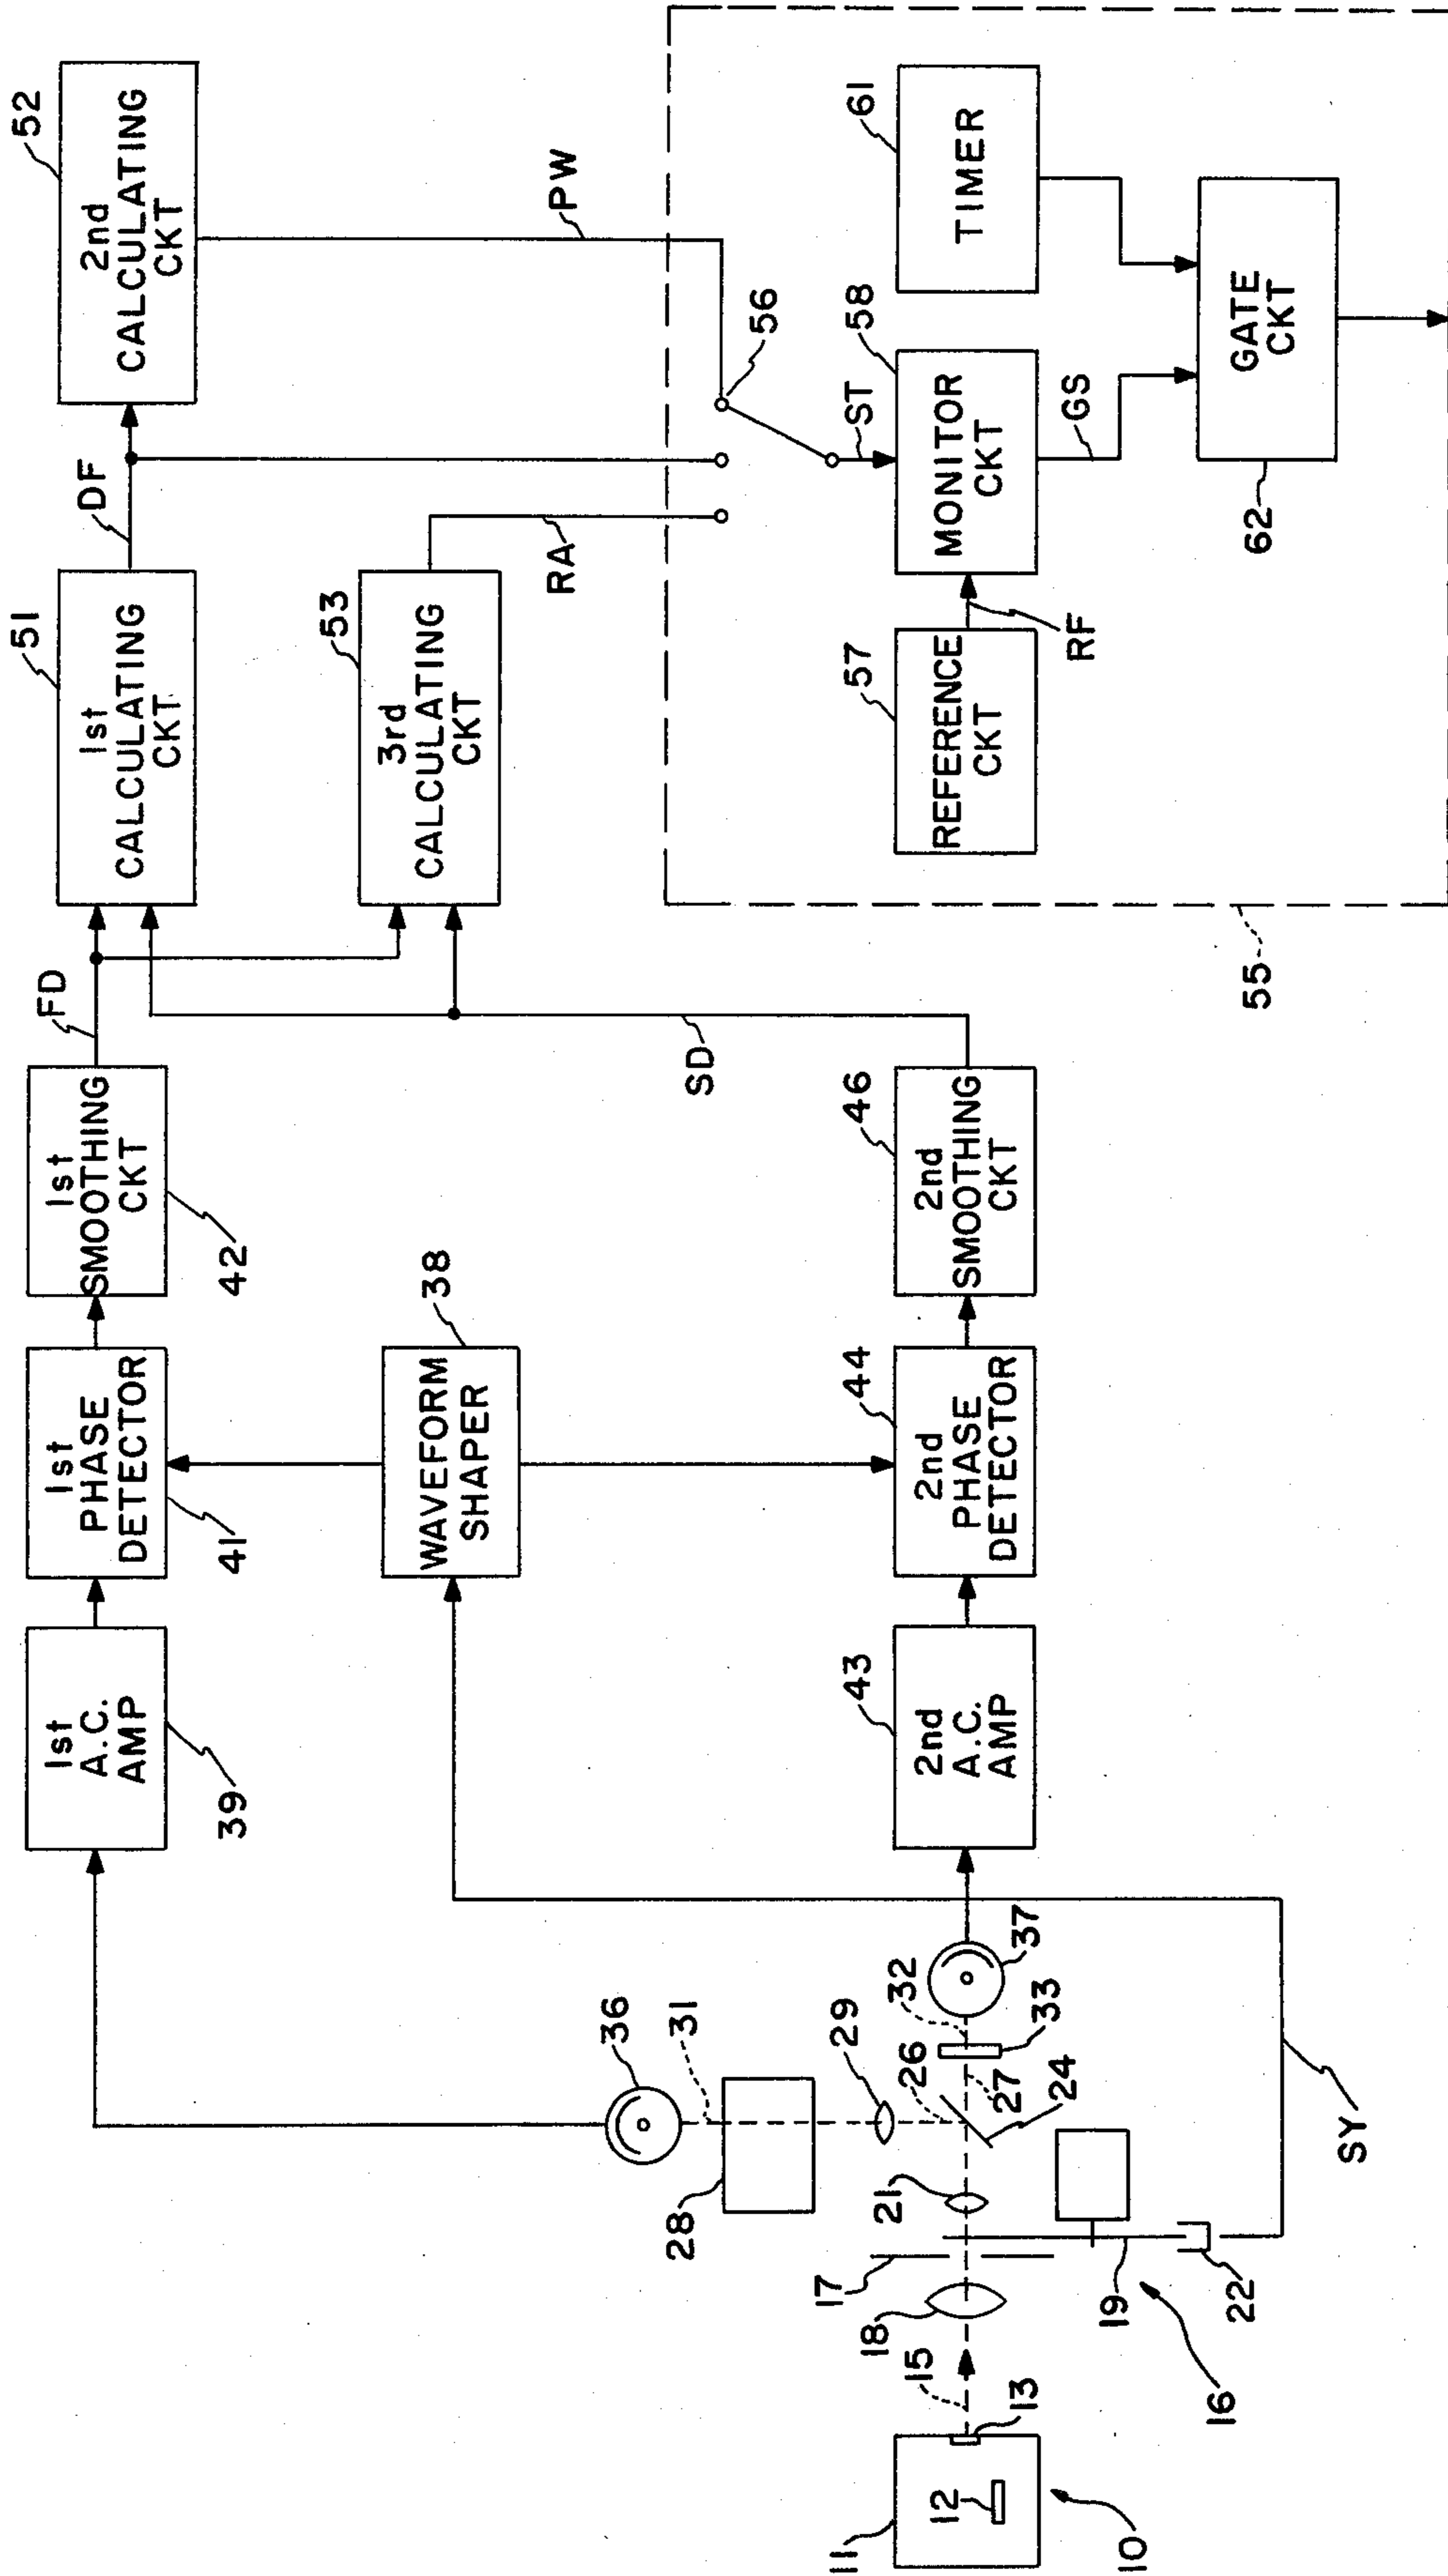 1st
A.C.
AMP
39
1st
PHASE
DETECTOR
41
1st
SMOOTHING
CKT
42
FD
51
1st
CALCULATING
CKT
DF
52
2nd
CALCULATING
CKT
PW
53
3rd
CALCULATING
CKT
RA
38
WAVEFORM
SHAPER
SD
36
31
28
29
26
32
27
33
24
37
43
2nd
A.C.
AMP
44
2nd
PHASE
DETECTOR
46
2nd
SMOOTHING
CKT
56
ST
57
REFERENCE
CKT
RF
58
MONITOR
CKT
GS
61
TIMER
62
GATE
CKT
55
11
12
13
10
15
18
17
21
19
16
22
SY